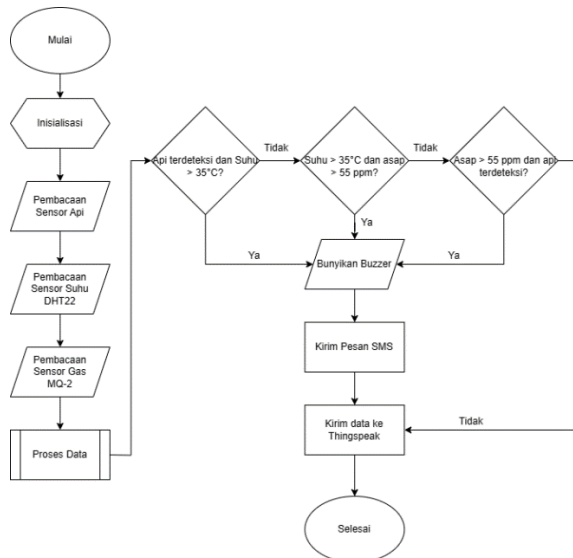 Mulai
Inisialisasi
Pembacaan
Sensor Api
Pembacaan
Sensor Suhu
DHT22
Pembacaan
Sensor Gas
MQ-2
Proses Data
Api terdeteksi dan Suhu
> 35°C?
Tidak
Suhu > 35°C dan asap
> 55 ppm?
Tidak
Asap > 55 ppm dan api
terdeteksi?
Ya
Ya
Ya
Bunyikan Buzzer
Kirim Pesan SMS
Kirim data ke
Thingspeak
Tidak
Selesai